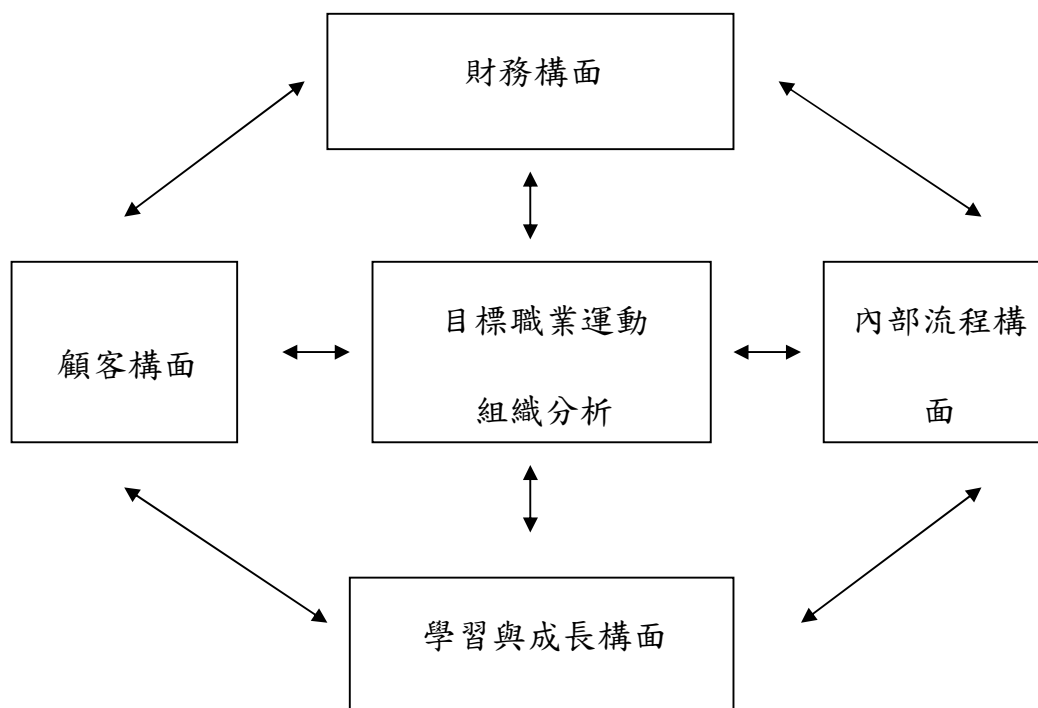 財務構面
顧客構面
目標職業運動
組織分析
內部流程構
面
學習與成長構面